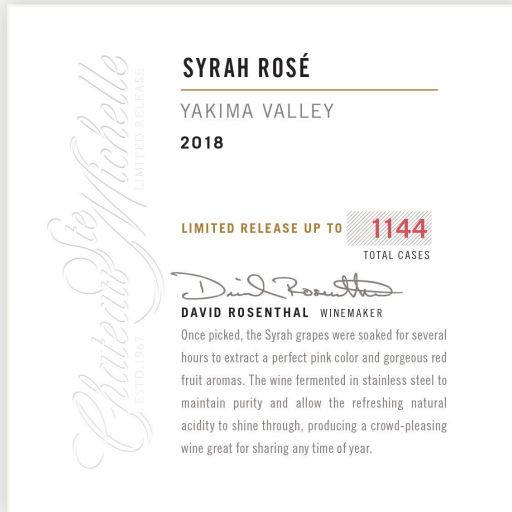 SYRAH ROSÉ
YAKIMA VALLEY
2018
LIMITED RELEASE UP TO 1144
TOTAL CASES
David Rosenthal
DAVID ROSENTHAL WINEMAKER
Once picked, the Syrah grapes were soaked for several
hours to extract a perfect pink color and gorgeous red
fruit aromas. The wine fermented in stainless steel to
maintain purity and allow the refreshing natural
acidity to shine through, producing a crowd-pleasing
wine great for sharing any time of year.
Chateau Ste Michelle
LIMITED RELEASE
ESTD.1967